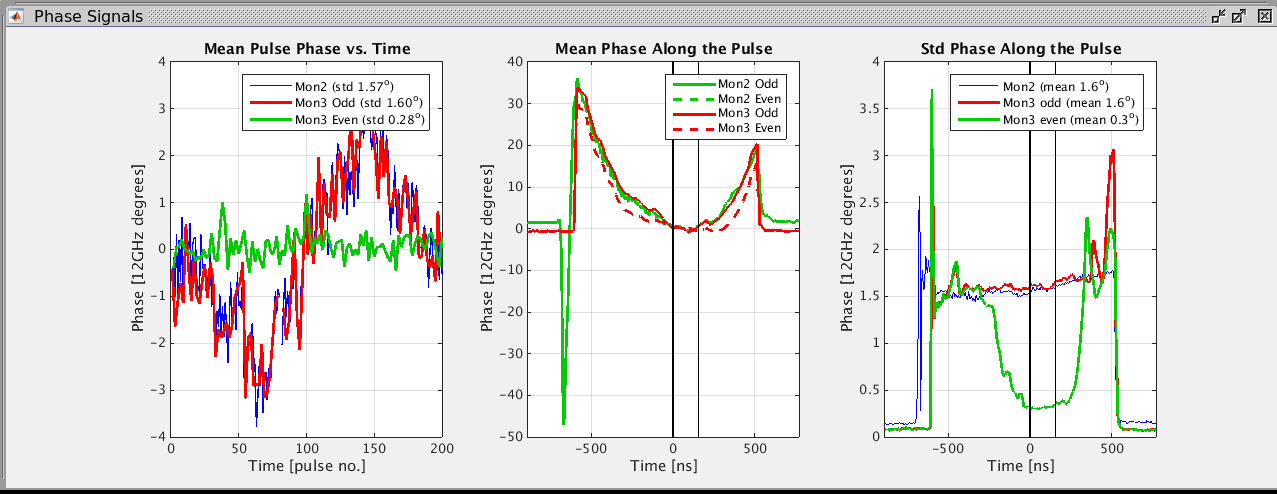 Phase Signals
Mean Pulse Phase vs. Time
4
3
2
1
0
−1
−2
−3
−4
Phase [12GHz degrees]
Mon2 (std 1.57°)
Mon3 Odd (std 1.60°)
Mon3 Even (std 0.28°)
0
50
100
150
200
Time [pulse no.]
Mean Phase Along the Pulse
40
30
20
10
0
−10
−20
−30
−40
−50
Phase [12GHz degrees]
Mon2 Odd
Mon2 Even
Mon3 Odd
Mon3 Even
−500
0
500
Time [ns]
Std Phase Along the Pulse
4
3.5
3
2.5
2
1.5
1
0.5
0
Phase [12GHz degrees]
Mon2 (mean 1.6°)
Mon3 odd (mean 1.6°)
Mon3 even (mean 0.3°)
−500
0
500
Time [ns]